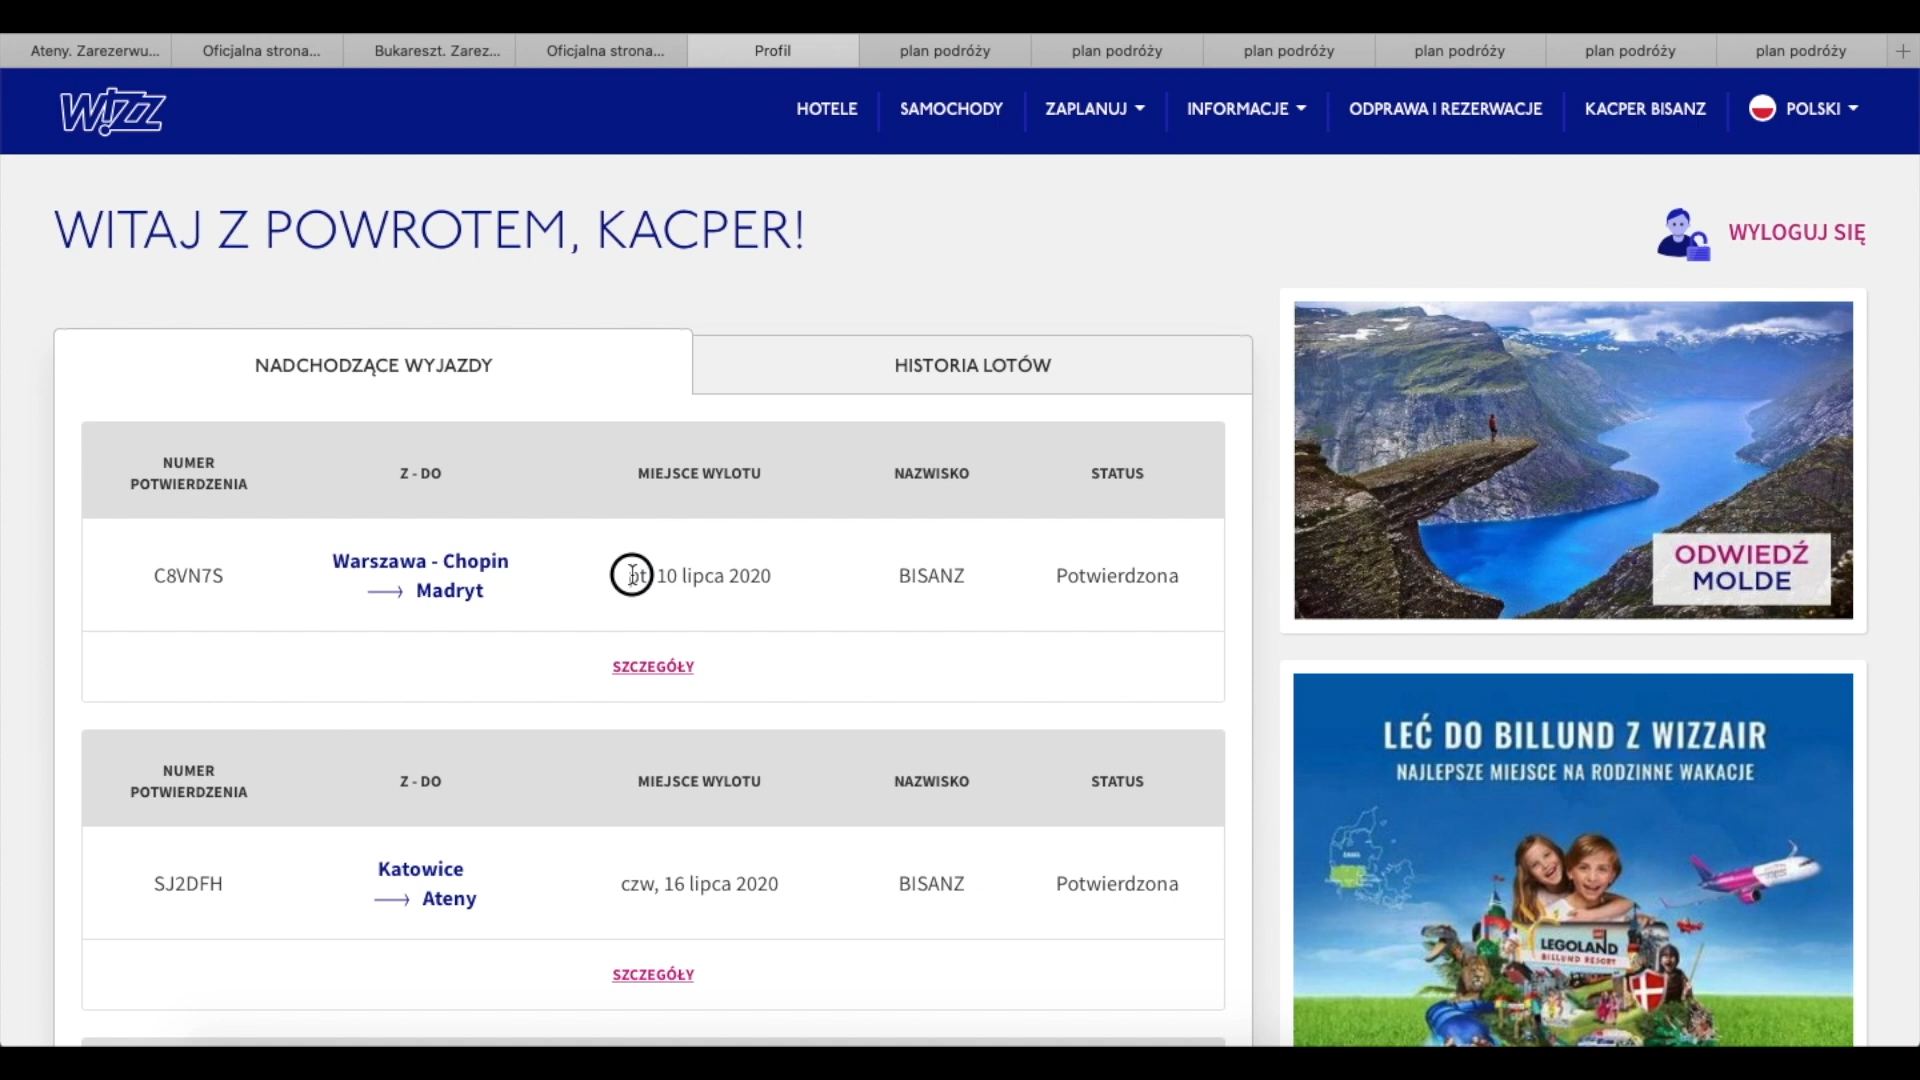 Ateny. Zarezerwu...
Oficjalna strona...
Bukareszt. Zarez...
Oficjalna strona...
Profil
plan podróży
plan podróży
plan podróży
plan podróży
plan podróży
plan podróży
WIZZ
HOTELE
SAMOCHODY
ZAPLANUJ
INFORMACJE
ODPRAWA I REZERWACJE
KACPER BISANZ
POLSKI
WITAJ Z POWROTEM, KACPER!
WYLOGUJ SIĘ
NADCHODZĄCE WYJAZDY
HISTORIA LOTÓW
NUMER
POTWIERDZENIA
Z - DO
MIEJSCE WYLOTU
NAZWISKO
STATUS
C8VN7S
Warszawa - Chopin
Madryt
pt, 10 lipca 2020
BISANZ
Potwierdzona
SZCZEGÓŁY
NUMER
POTWIERDZENIA
Z - DO
MIEJSCE WYLOTU
NAZWISKO
STATUS
SJ2DFH
Katowice
Ateny
czw, 16 lipca 2020
BISANZ
Potwierdzona
SZCZEGÓŁY
ODWIEDŹ
MOLDE
LEĆ DO BILLUND Z WIZZAIR
NAJLEPSZE MIEJSCE NA RODZINNE WAKACJE
LEGOLAND
BILLUND RESORT